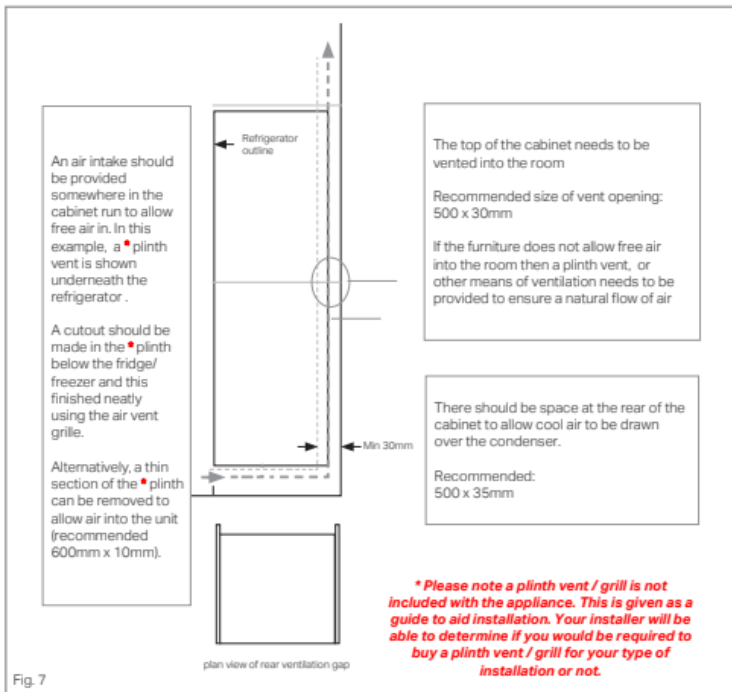 An air intake should
be provided
somewhere in the
cabinet run to allow
free air in. In this
example, a * plinth
vent is shown
underneath the
refrigerator .
A cutout should be
made in the * plinth
below the fridge/
freezer and this
finished neatly
using the air vent
grille.
Alternatively, a thin
section of the * plinth
can be removed to
allow air into the unit
(recommended
600mm x 10mm).
Refrigerator
outline
Min 30mm
The top of the cabinet needs to be
vented into the room
Recommended size of vent opening:
500 x 30mm
If the furniture does not allow free air
into the room then a plinth vent, or
other means of ventilation needs to be
provided to ensure a natural flow of air
There should be space at the rear of the
cabinet to allow cool air to be drawn
over the condenser.
Recommended:
500 x 35mm
* Please note a plinth vent / grill is not
included with the appliance. This is given as a
guide to aid installation. Your installer will be
able to determine if you would be required to
buy a plinth vent / grill for your type of
installation or not.
plan view of rear ventilation gap
Fig. 7